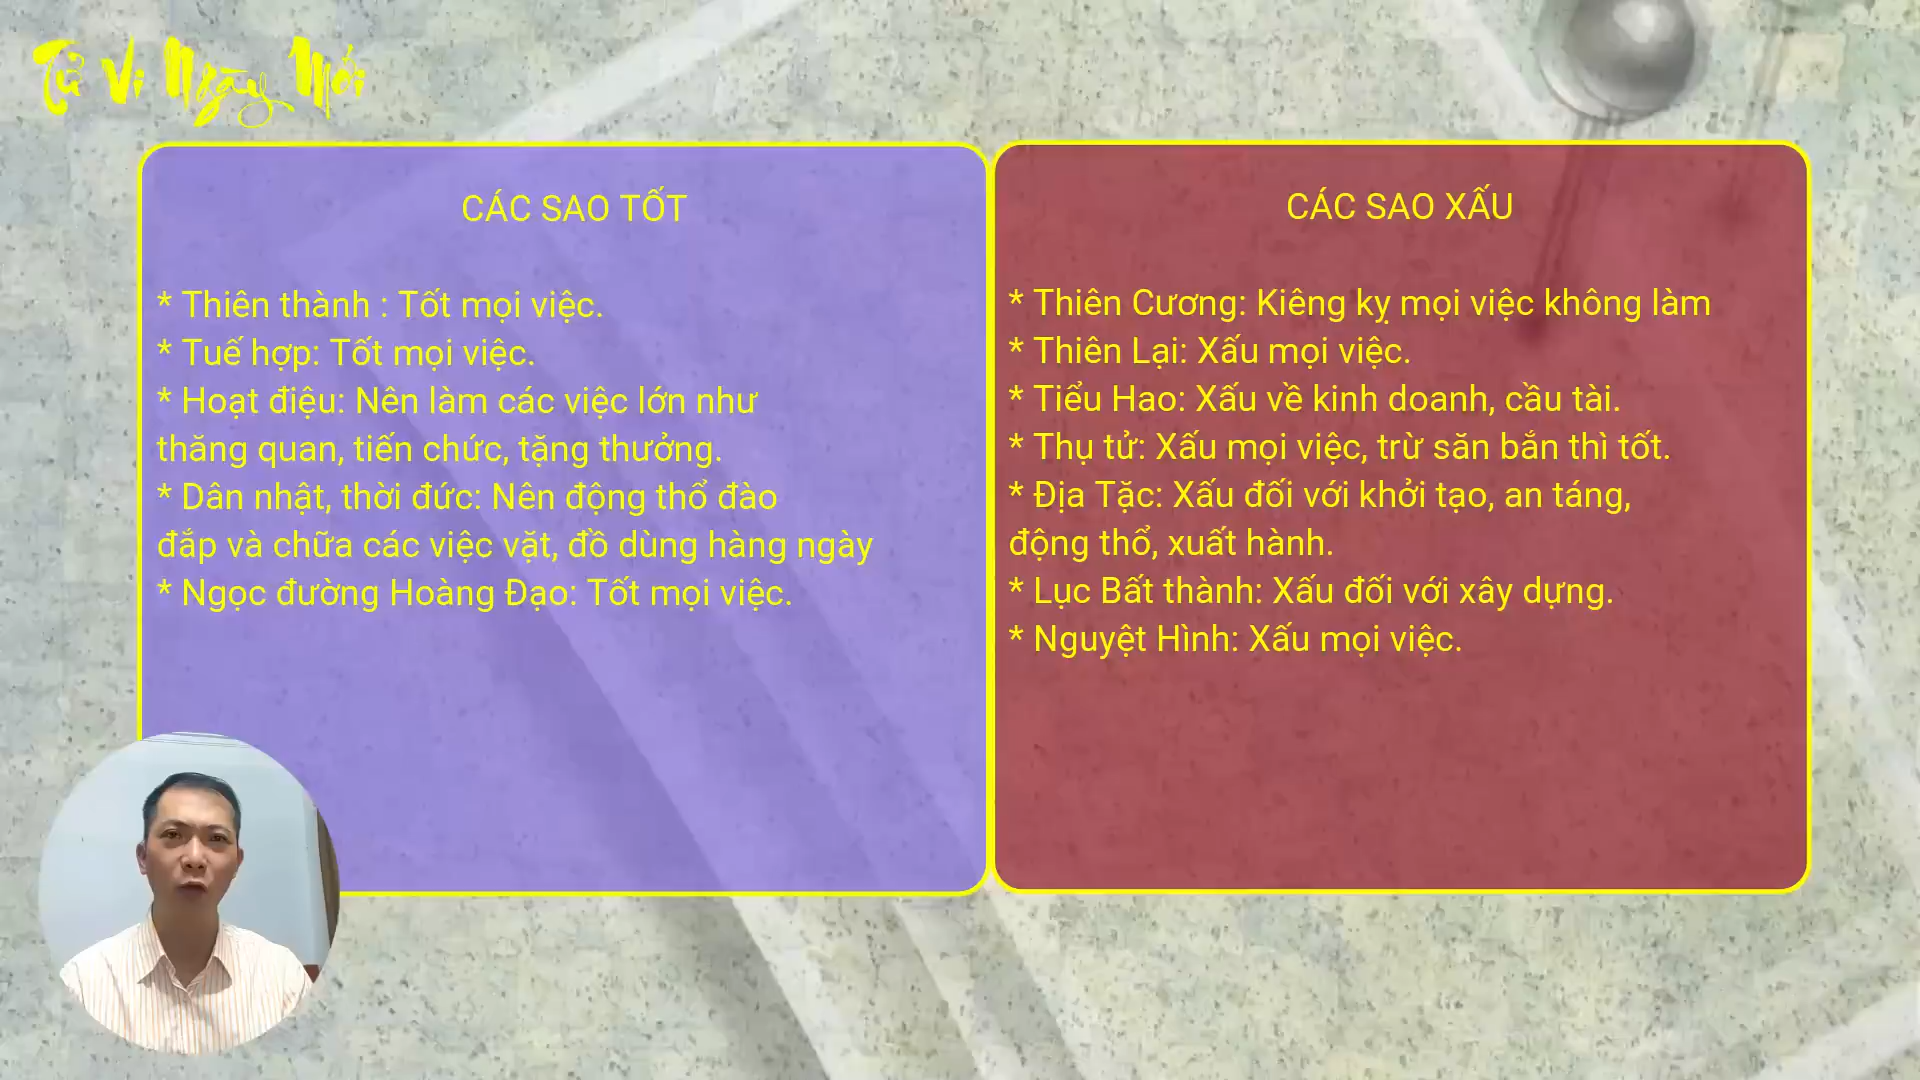 Tử Vi Ngày Mới
CÁC SAO TỐT
* Thiên thành : Tốt mọi việc.
* Tuế hợp: Tốt mọi việc.
* Hoạt điệu: Nên làm các việc lớn như
thăng quan, tiến chức, tặng thưởng.
* Dân nhật, thời đức: Nên động thổ đào
đắp và chữa các việc vặt, đồ dùng hàng ngày
* Ngọc đường Hoàng Đạo: Tốt mọi việc.
CÁC SAO XẤU
* Thiên Cương: Kiêng kỵ mọi việc không làm
* Thiên Lại: Xấu mọi việc.
* Tiểu Hao: Xấu về kinh doanh, cầu tài.
* Thụ tử: Xấu mọi việc, trừ săn bắn thì tốt.
* Địa Tặc: Xấu đối với khởi tạo, an táng,
động thổ, xuất hành.
* Lục Bất thành: Xấu đối với xây dựng.
* Nguyệt Hình: Xấu mọi việc.